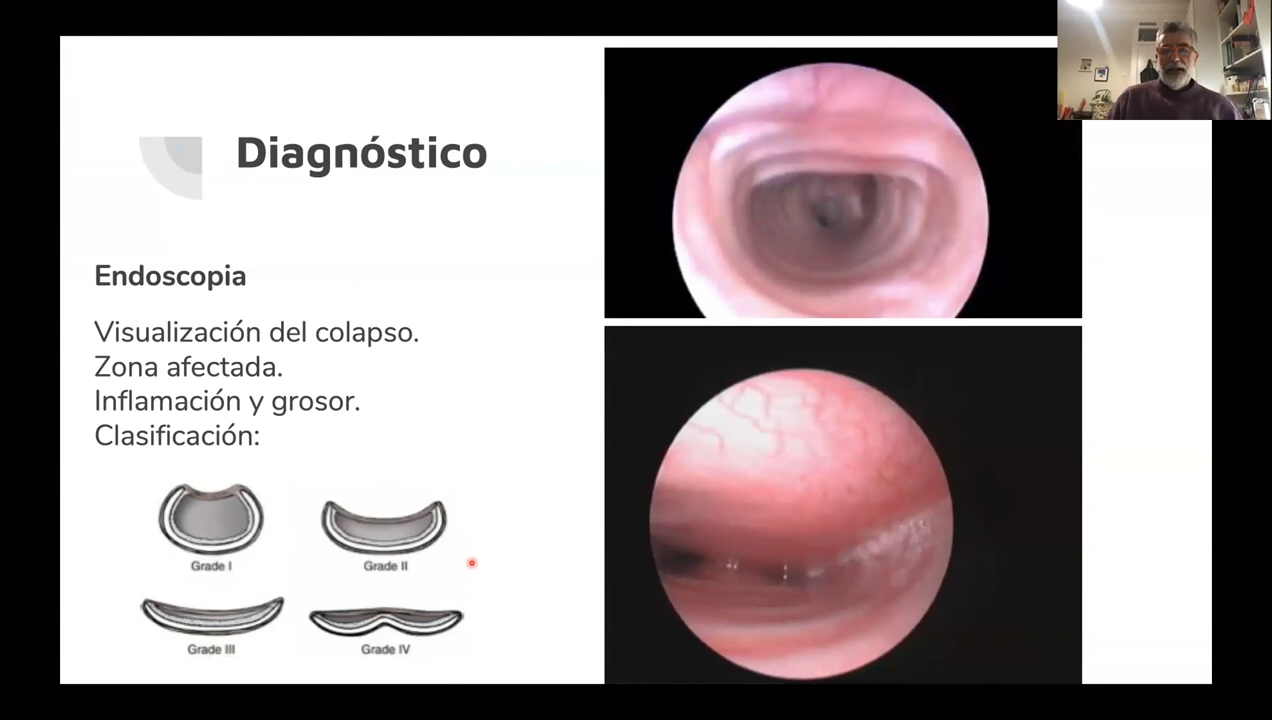 Diagnóstico
Endoscopia
Visualización del colapso.
Zona afectada.
Inflamación y grosor.
Clasificación:
Grade I
Grade II
Grade III
Grade IV